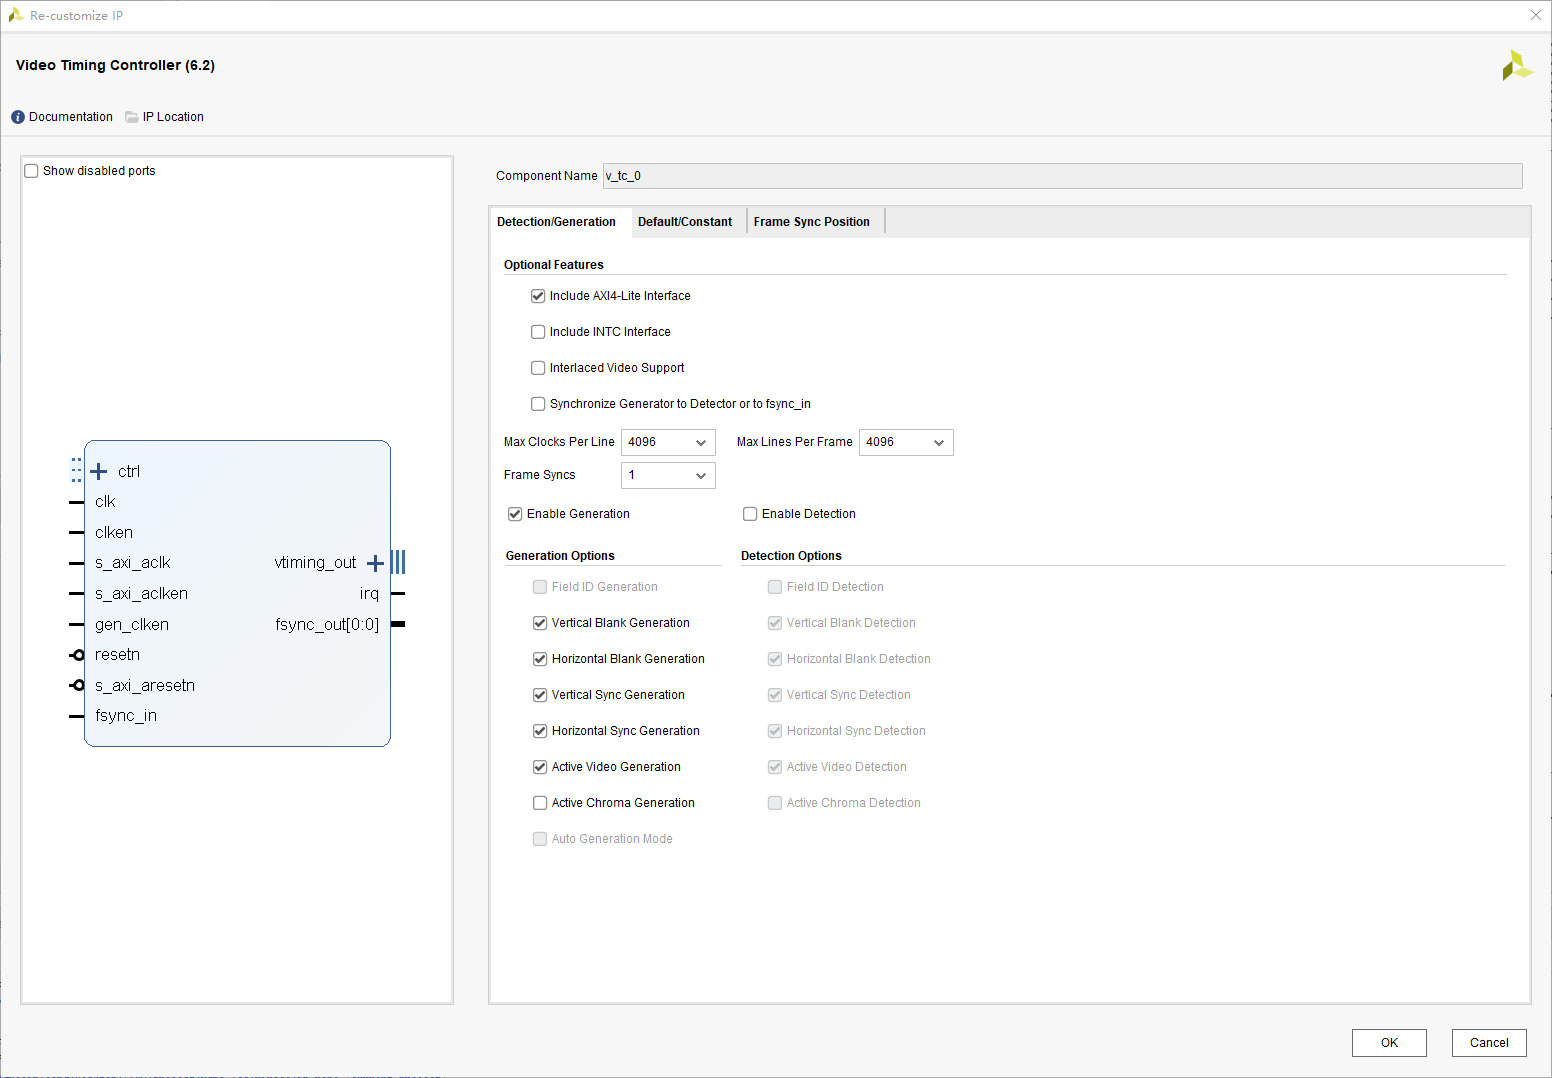 Re-customize IP
Video Timing Controller (6.2)
Documentation IP Location
Show disabled ports
ctrl
clk
clken
s_axi_aclk
s_axi_aclken
gen_clken
resetn
s_axi_aresetn
fsync_in
vtiming_out
irq
fsync_out[0:0]
Component Name v_tc_0
Detection/Generation Default/Constant Frame Sync Position
Optional Features
Include AXI4-Lite Interface
Include INTC Interface
Interlaced Video Support
Synchronize Generator to Detector or to fsync_in
Max Clocks Per Line 4096 Max Lines Per Frame 4096
Frame Syncs 1
Enable Generation Enable Detection
Generation Options Detection Options
Field ID Generation Field ID Detection
Vertical Blank Generation Vertical Blank Detection
Horizontal Blank Generation Horizontal Blank Detection
Vertical Sync Generation Vertical Sync Detection
Horizontal Sync Generation Horizontal Sync Detection
Active Video Generation Active Video Detection
Active Chroma Generation Active Chroma Detection
Auto Generation Mode
OK Cancel